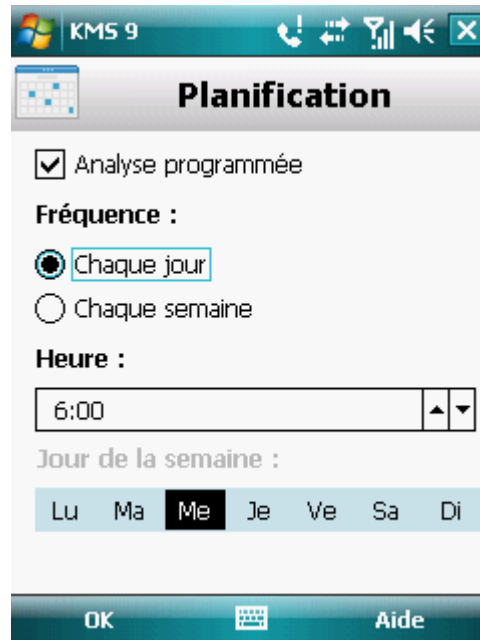 KMS 9
Planification
Analyse programmée
Fréquence :
Chaque jour
Chaque semaine
Heure :
6:00
Jour de la semaine :
Lu Ma Me Je Ve Sa Di
OK Aide